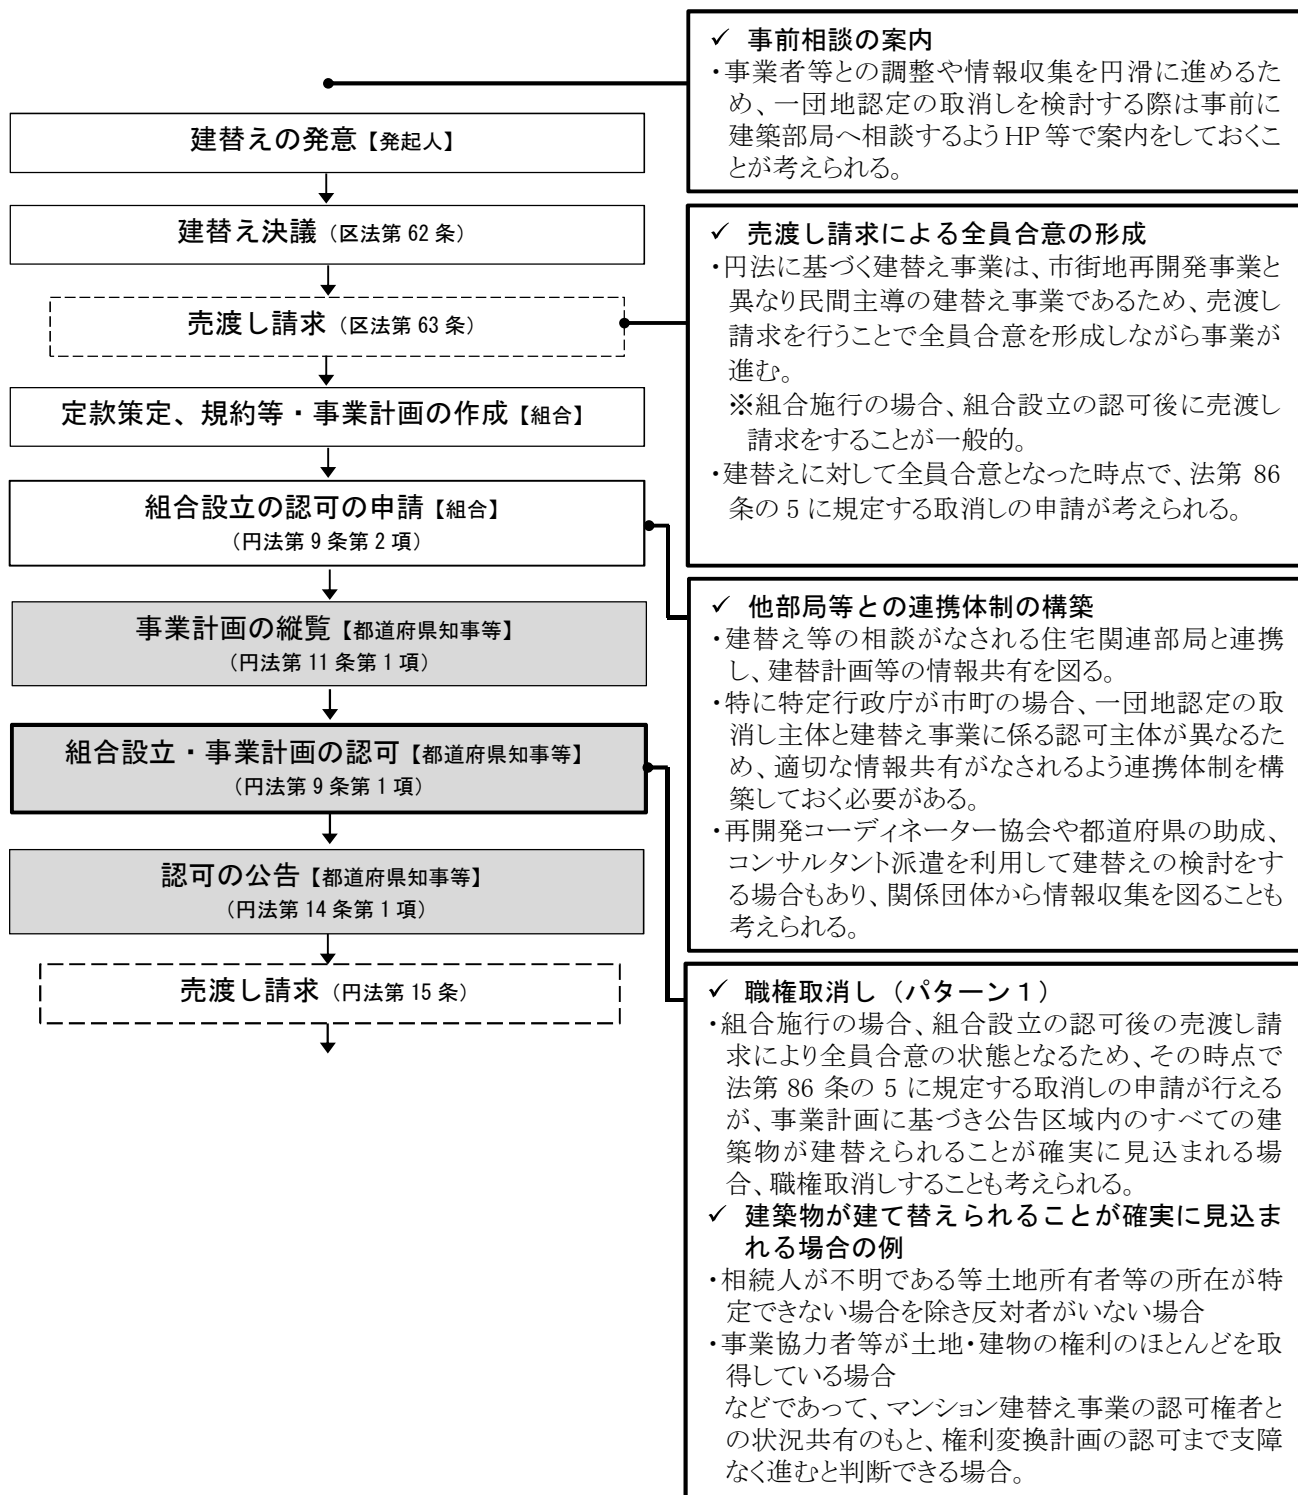 建替えの発意【発起人】
建替え決議（区法第62条）
売渡し請求（区法第63条）
定款策定、規約等・事業計画の作成【組合】
組合設立の認可の申請【組合】
（円法第9条第2項）
事業計画の縦覧【都道府県知事等】
（円法第11条第1項）
組合設立・事業計画の認可【都道府県知事等】
（円法第9条第1項）
認可の公告【都道府県知事等】
（円法第14条第1項）
売渡し請求（円法第15条）
✓ 事前相談の案内
・事業者等との調整や情報収集を円滑に進めるた
め、一団地認定の取消しを検討する際は事前に
建築部局へ相談するようHP等で案内をしておくこ
とが考えられる。
✓ 売渡し請求による全員合意の形成
・円法に基づく建替え事業は、市街地再開発事業と
異なり民間主導の建替え事業であるため、売渡し
請求を行うことで全員合意を形成しながら事業が
進む。
※組合施行の場合、組合設立の認可後に売渡し
請求をすることが一般的。
・建替えに対して全員合意となった時点で、法第86
条の5に規定する取消しの申請が考えられる。
✓ 他部局等との連携体制の構築
・建替え等の相談がなされる住宅関連部局と連携
し、建替計画等の情報共有を図る。
・特に特定行政庁が市町の場合、一団地認定の取
消し主体と建替え事業に係る認可主体が異なるた
め、適切な情報共有がなされるよう連携体制を構
築しておく必要がある。
・再開発コーディネーター協会や都道府県の助成、
コンサルタント派遣を利用して建替えの検討をす
る場合もあり、関係団体から情報収集を図ることも
考えられる。
✓ 職権取消し（パターン１）
・組合施行の場合、組合設立の認可後の売渡し請
求により全員合意の状態となるため、その時点で
法第86条の5に規定する取消しの申請が行える
が、事業計画に基づき公告区域内のすべての建
築物が建替えられることが確実に見込まれる場
合、職権取消しすることも考えられる。
✓ 建築物が建て替えられることが確実に見込ま
れる場合の例
・相続人が不明である等土地所有者等の所在が特
定できない場合を除き反対者がいない場合
・事業協力者等が土地・建物の権利のほとんどを取
得している場合
などであって、マンション建替え事業の認可権者と
の状況共有のもと、権利変換計画の認可まで支障
なく進むと判断できる場合。